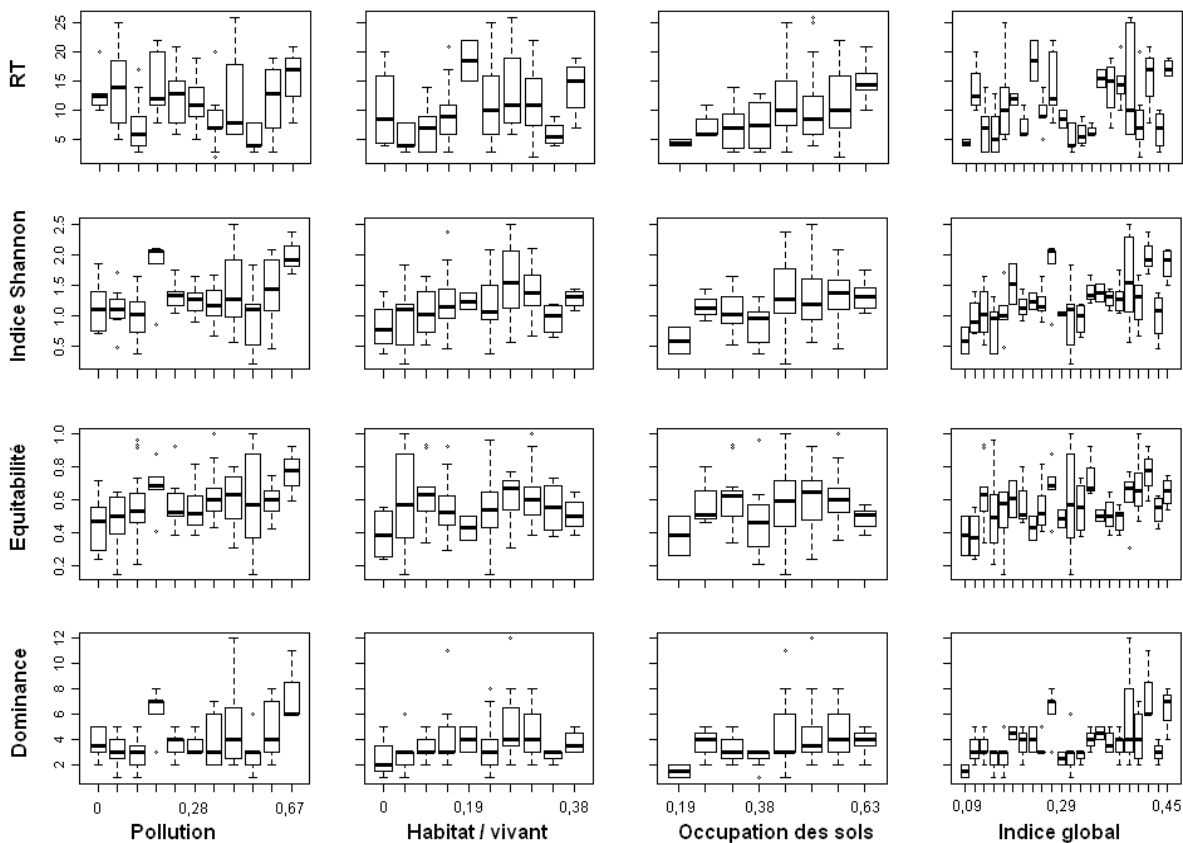 RT
5 10 15 20 25
Indice Shannon
0.5 1.0 1.5 2.0 2.5
Equitabilité
0.2 0.4 0.6 0.8 1.0
Dominance
2 4 6 8 10 12
0 0,28 0,67
0 0,19 0,38
0,19 0,38 0,63
0,09 0,29 0,45
Pollution
Habitat / vivant
Occupation des sols
Indice global